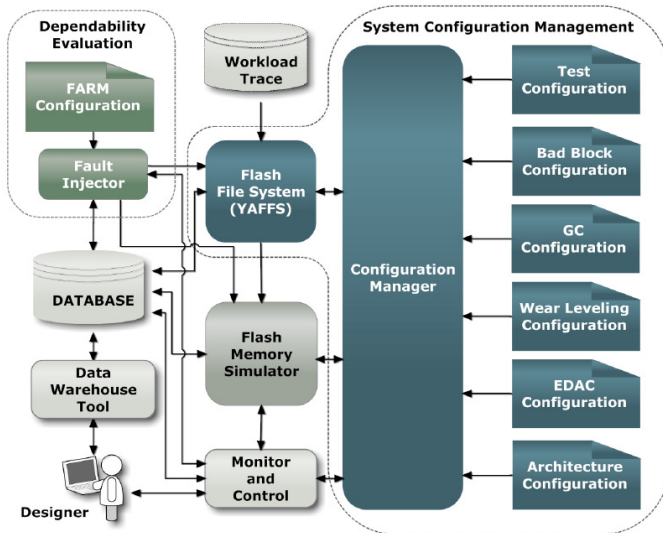 Dependability
Evaluation
FARM
Configuration
Fault
Injector
DATABASE
Data
Warehouse
Tool
Designer
Workload
Trace
Flash
File System
(YAFFS)
Flash
Memory
Simulator
Monitor
and
Control
System Configuration Management
Configuration
Manager
Test
Configuration
Bad Block
Configuration
GC
Configuration
Wear Leveling
Configuration
EDAC
Configuration
Architecture
Configuration